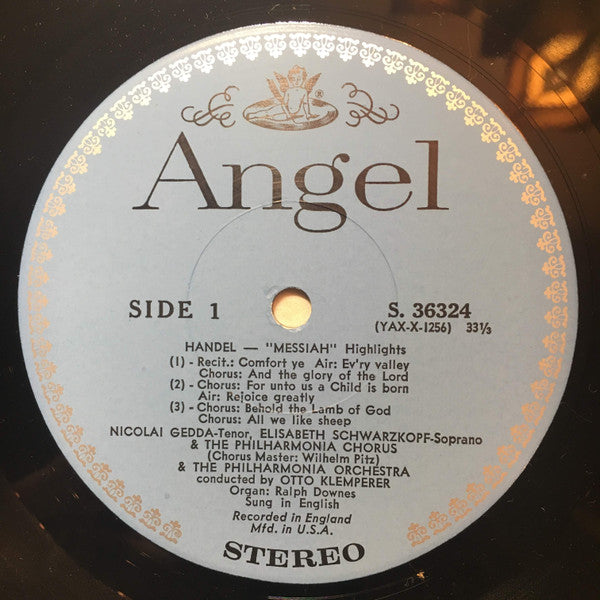 ®
Angel
SIDE 1
S. 36324
(YAX-X-1256) 33⅓
HANDEL — "MESSIAH" Highlights
(1) - Recit.: Comfort ye Air: Ev'ry valley
Chorus: And the glory of the Lord
(2) - Chorus: For unto us a Child is born
Air: Rejoice greatly
(3) - Chorus: Behold the Lamb of God
Chorus: All we like sheep
NICOLAI GEDDA-Tenor, ELISABETH SCHWARZKOPF-Soprano
& THE PHILHARMONIA CHORUS
(Chorus Master: Wilhelm Pitz)
& THE PHILHARMONIA ORCHESTRA
conducted by OTTO KLEMPERER
Organ: Ralph Downes
Sung in English
Recorded in England
Mfd. in U.S.A.
STEREO